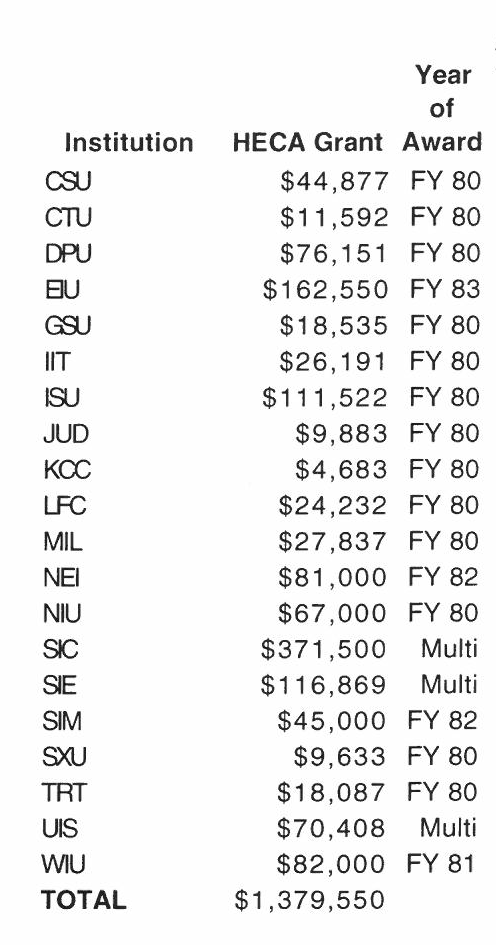 Year
of
Institution HECA Grant Award
CSU $44,877 FY 80
CTU $11,592 FY 80
DPU $76,151 FY 80
EIU $162,550 FY 83
GSU $18,535 FY 80
IIT $26,191 FY 80
ISU $111,522 FY 80
JUD $9,883 FY 80
KCC $4,683 FY 80
LFC $24,232 FY 80
MIL $27,837 FY 80
NEI $81,000 FY 82
NIU $67,000 FY 80
SIC $371,500 Multi
SIE $116,869 Multi
SIM $45,000 FY 82
SXU $9,633 FY 80
TRT $18,087 FY 80
UIS $70,408 Multi
WIU $82,000 FY 81
TOTAL $1,379,550